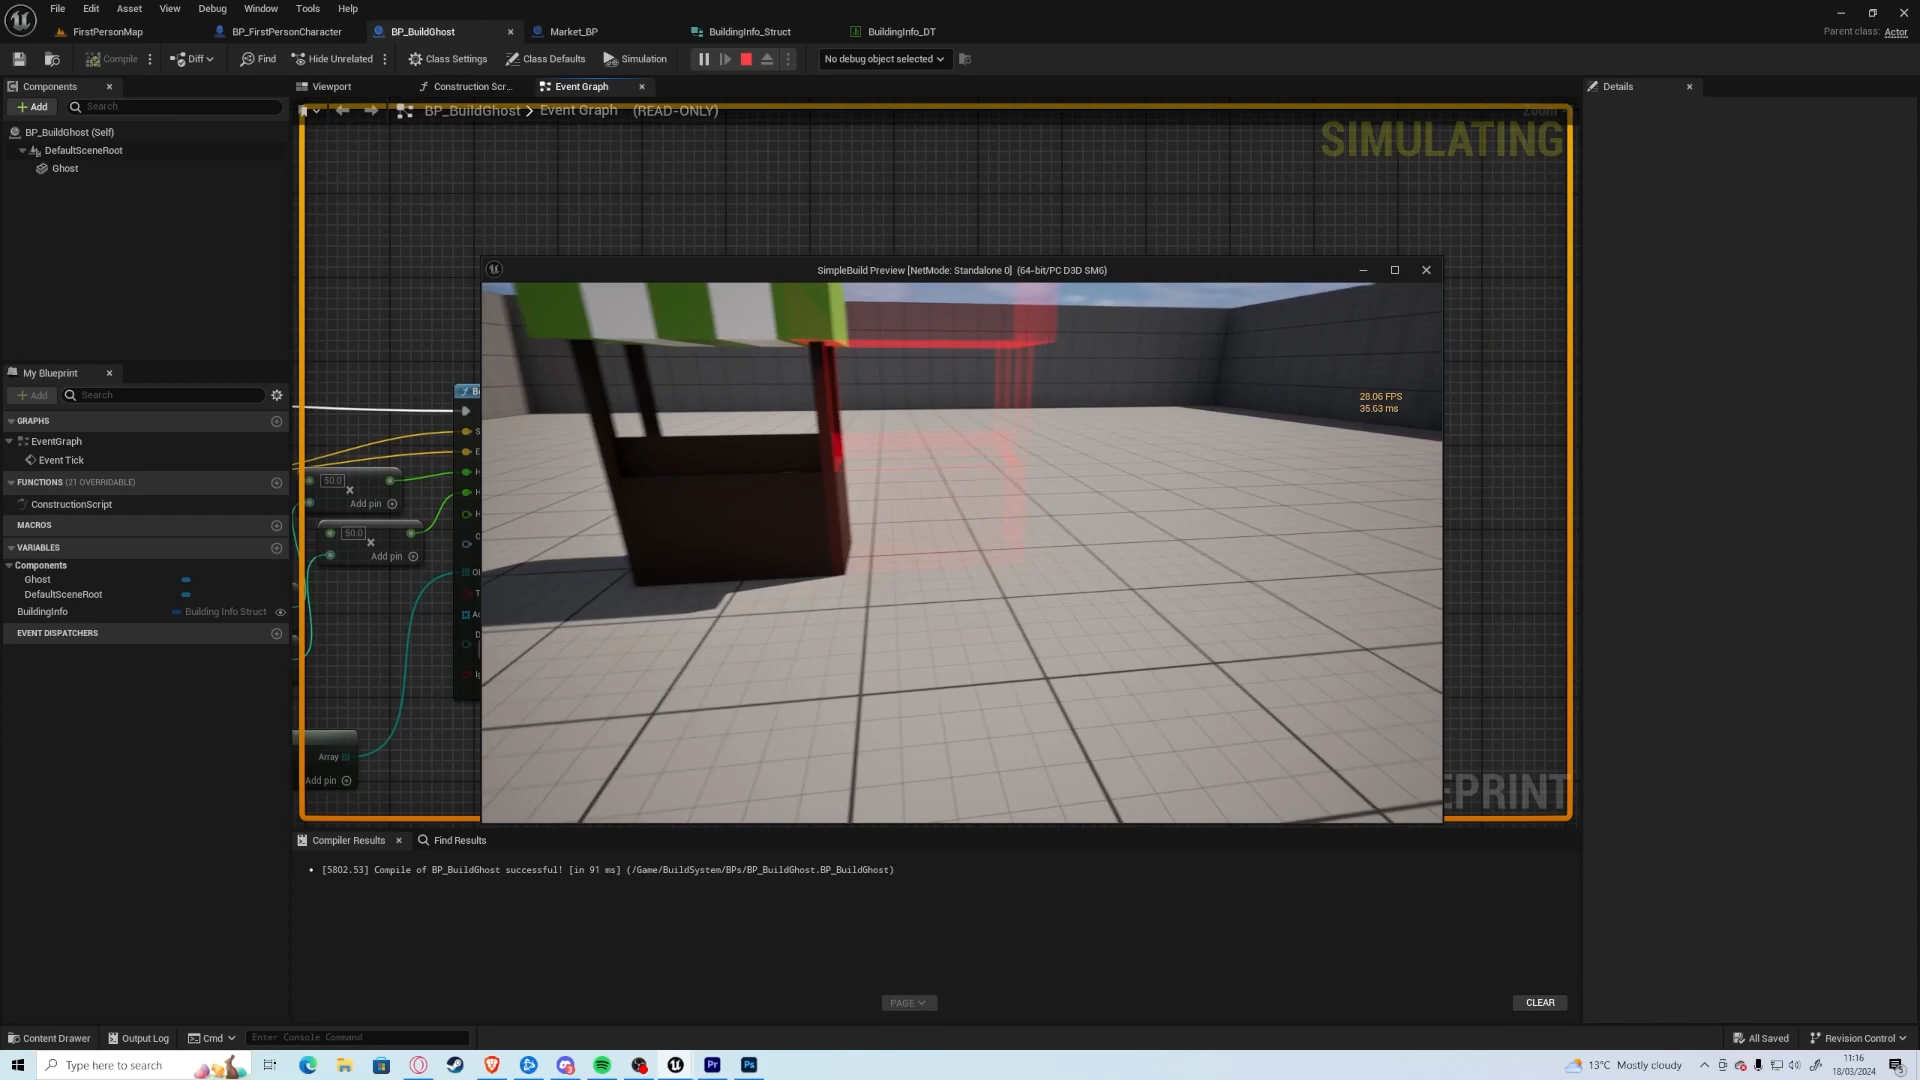 File Edit Asset View Debug Window Tools Help
FirstPersonMap BP_FirstPersonCharacter BP_BuildGhost Market_BP BuildingInfo_Struct BuildingInfo_DT
Parent class: Actor
Compile Diff Find Hide Unrelated Class Settings Class Defaults Simulation No debug object selected
Components Viewport Construction Scr... Event Graph Details
Add Search
BP_BuildGhost > Event Graph (READ-ONLY)
Zoom
SIMULATING
BP_BuildGhost (Self)
DefaultSceneRoot
Ghost
SimpleBuild Preview [NetMode: Standalone 0] (64-bit/PC D3D SM6)
28.06 FPS
35.63 ms
My Blueprint
Add Search
GRAPHS
EventGraph
Event Tick
FUNCTIONS (21 OVERRIDABLE)
ConstructionScript
MACROS
VARIABLES
Components
Ghost
DefaultSceneRoot
BuildingInfo Building Info Struct
EVENT DISPATCHERS
50.0
Add pin
50.0
Add pin
Array
Add pin
EPRINT
Compiler Results Find Results
[5802.53] Compile of BP_BuildGhost successful! [in 91 ms] (/Game/BuildSystem/BPs/BP_BuildGhost.BP_BuildGhost)
PAGE
CLEAR
Content Drawer Output Log Cmd Enter Console Command All Saved Revision Control
Type here to search
13°C Mostly cloudy
11:16
18/03/2024